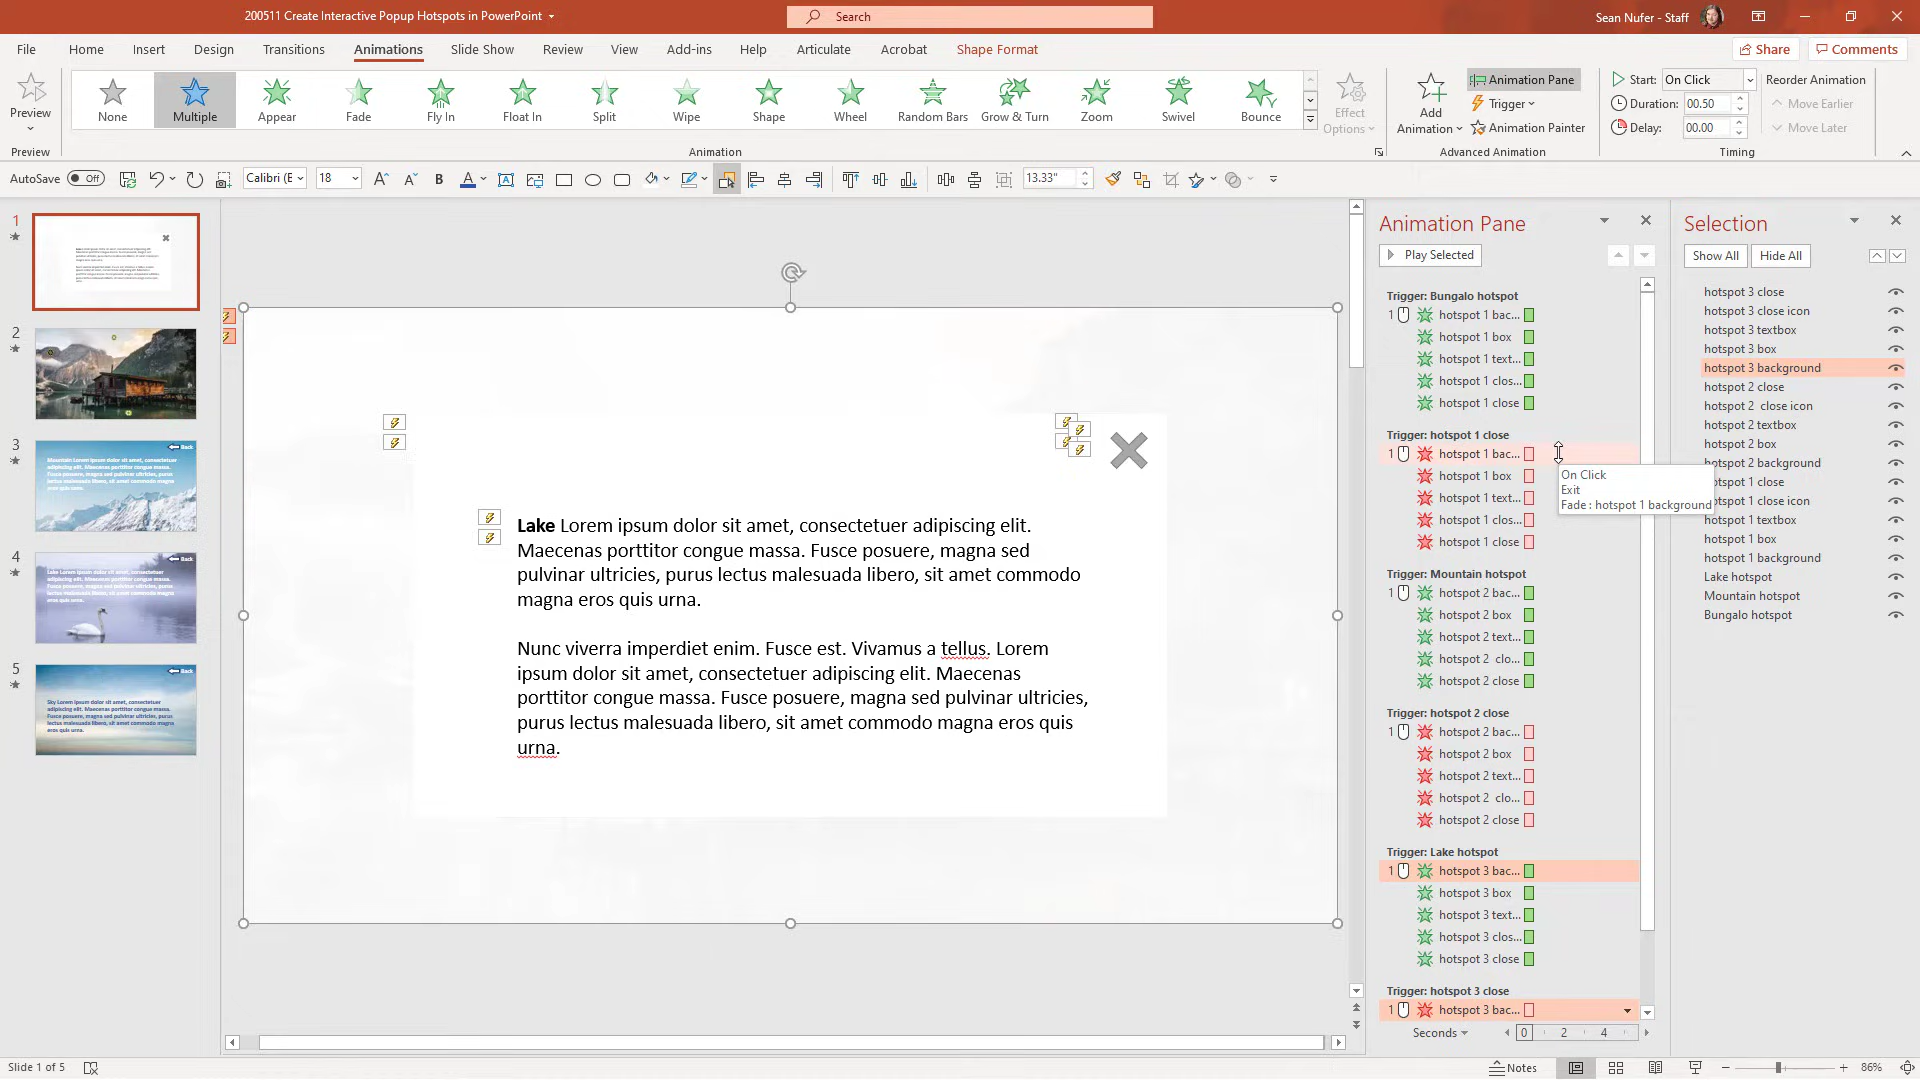 200511 Create Interactive Popup Hotspots in PowerPoint
Search
Sean Nufer - Staff
File Home Insert Design Transitions Animations Slide Show Review View Add-ins Help Articulate Acrobat Shape Format
Share Comments
Preview
None Multiple Appear Fade Fly In Float In Split Wipe Shape Wheel Random Bars Grow & Turn Zoom Swivel Bounce
Effect
Options
Add
Animation
Animation Pane
Trigger
Animation Painter
Start: On Click
Duration: 00.50
Delay: 00.00
Reorder Animation
Move Earlier
Move Later
Preview
Animation
Advanced Animation
Timing
AutoSave Off
Calibri (E
18
A A B A
13.33"
1
2
3
4
5
Back
Back
Back
Lake Lorem ipsum dolor sit amet, consectetuer adipiscing elit.
Maecenas porttitor congue massa. Fusce posuere, magna sed
pulvinar ultricies, purus lectus malesuada libero, sit amet commodo
magna eros quis urna.
Nunc viverra imperdiet enim. Fusce est. Vivamus a tellus. Lorem
ipsum dolor sit amet, consectetuer adipiscing elit. Maecenas
porttitor congue massa. Fusce posuere, magna sed pulvinar ultricies,
purus lectus malesuada libero, sit amet commodo magna eros quis
urna.
Animation Pane
Play Selected
Trigger: Bungalo hotspot
1 hotspot 1 bac...
hotspot 1 box
hotspot 1 text...
hotspot 1 clos...
hotspot 1 close
Trigger: hotspot 1 close
1 hotspot 1 bac...
hotspot 1 box
hotspot 1 text...
hotspot 1 clos...
hotspot 1 close
Trigger: Mountain hotspot
1 hotspot 2 bac...
hotspot 2 box
hotspot 2 text...
hotspot 2 clo...
hotspot 2 close
Trigger: hotspot 2 close
1 hotspot 2 bac...
hotspot 2 box
hotspot 2 text...
hotspot 2 clo...
hotspot 2 close
Trigger: Lake hotspot
1 hotspot 3 bac...
hotspot 3 box
hotspot 3 text...
hotspot 3 clos...
hotspot 3 close
Trigger: hotspot 3 close
1 hotspot 3 bac...
Seconds 0 2 4
On Click
Exit
Fade : hotspot 1 background
Selection
Show All Hide All
hotspot 3 close
hotspot 3 close icon
hotspot 3 textbox
hotspot 3 box
hotspot 3 background
hotspot 2 close
hotspot 2 close icon
hotspot 2 textbox
hotspot 2 box
hotspot 2 background
hotspot 1 close
hotspot 1 close icon
hotspot 1 textbox
hotspot 1 box
hotspot 1 background
Lake hotspot
Mountain hotspot
Bungalo hotspot
Slide 1 of 5
Notes
86%